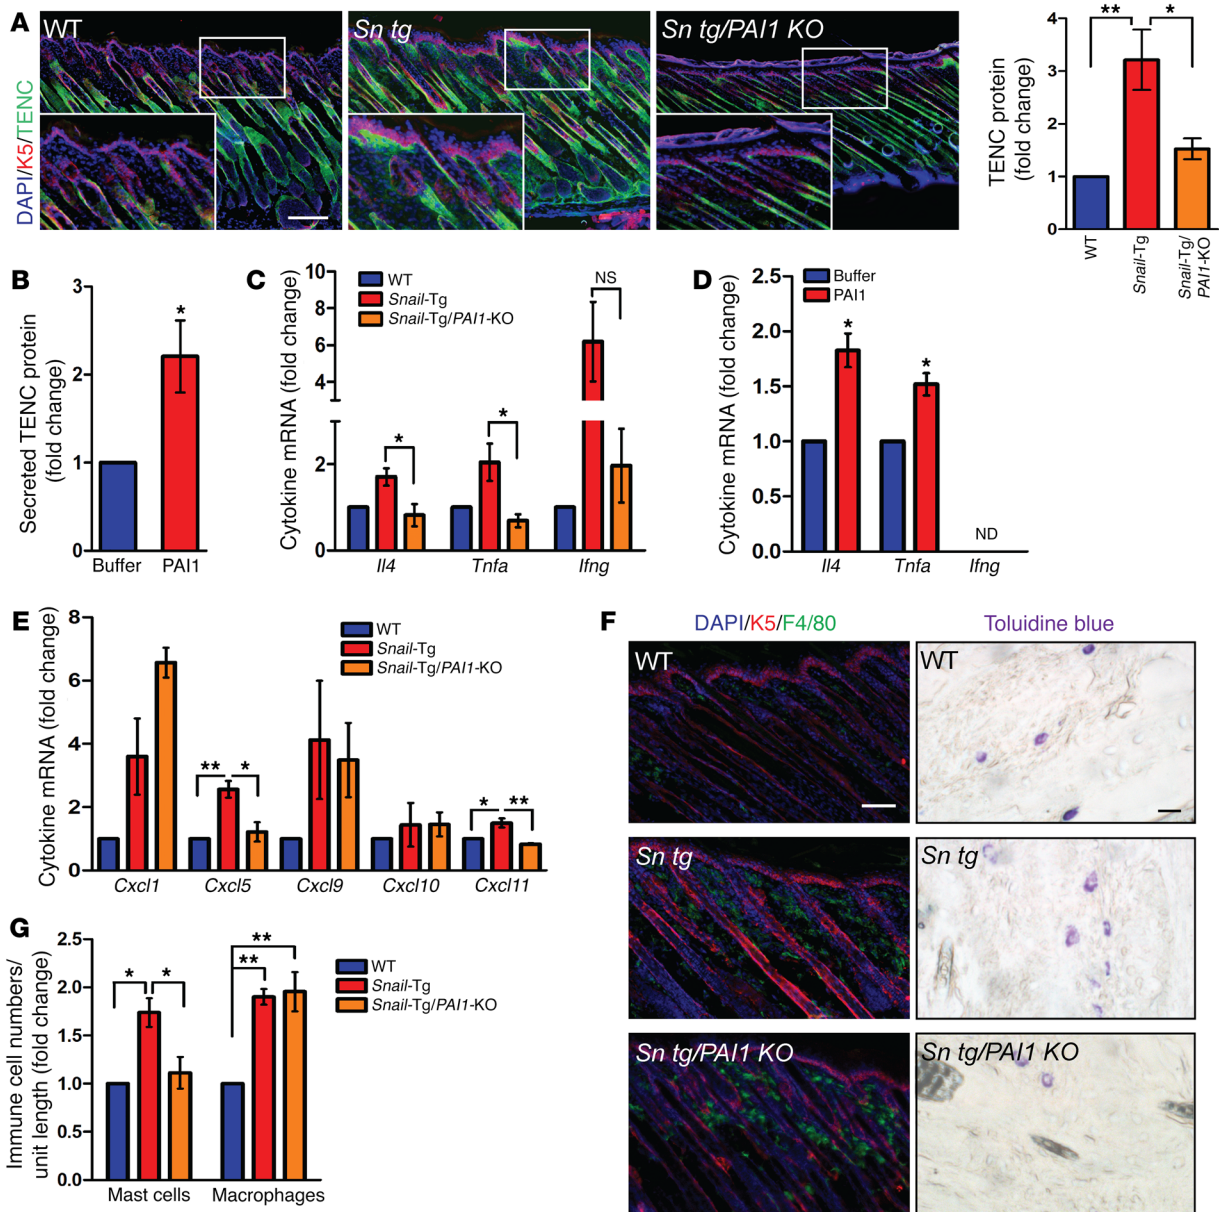 A
WT
Sn tg
Sn tg/PAI1 KO
DAPI/K5/TENC
TENC protein
(fold change)
4
3
2
1
0
**
*
WT
Snail-Tg
Snail-Tg/
PAI1-KO
B
Secreted TENC protein
(fold change)
3
2
1
0
*
Buffer
PAI1
C
Cytokine mRNA (fold change)
10
8
6
4
2
0
WT
Snail-Tg
Snail-Tg/PAI1-KO
*
*
NS
Il4
Tnfa
Ifng
D
Cytokine mRNA (fold change)
2.5
2.0
1.5
1.0
0.5
0.0
Buffer
PAI1
*
*
ND
Il4
Tnfa
Ifng
E
Cytokine mRNA (fold change)
8
6
4
2
0
WT
Snail-Tg
Snail-Tg/PAI1-KO
**
*
*
**
Cxcl1
Cxcl5
Cxcl9
Cxcl10
Cxcl11
F
DAPI/K5/F4/80
Toluidine blue
WT
WT
Sn tg
Sn tg
Sn tg/PAI1 KO
Sn tg/PAI1 KO
G
Immune cell numbers/
unit length (fold change)
2.5
2.0
1.5
1.0
0.5
0.0
*
*
**
**
WT
Snail-Tg
Snail-Tg/PAI1-KO
Mast cells
Macrophages